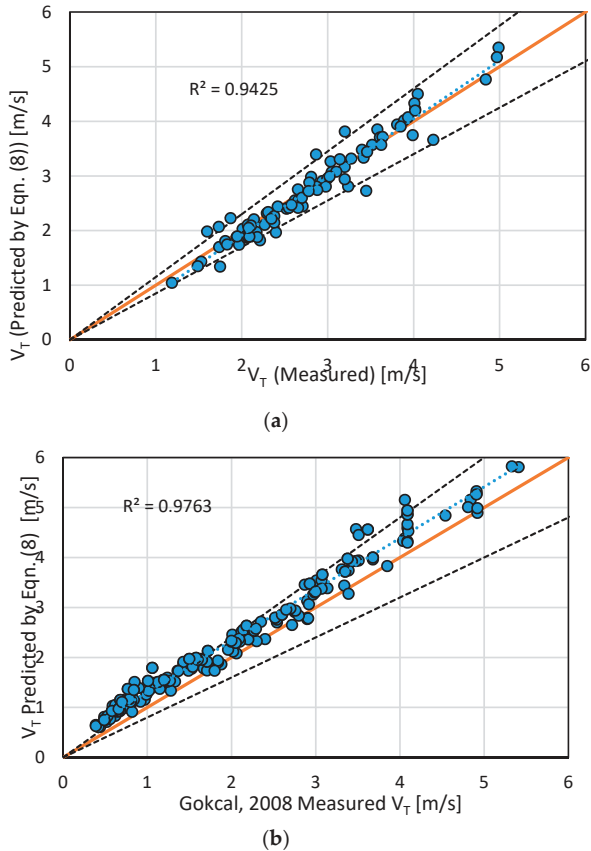 V_T (Predicted by Eqn. (8)) [m/s]
6
5
4
3
2
1
0
R² = 0.9425
0 1 2 3 4 5 6
V_T (Measured) [m/s]
(a)
V_T Predicted by Eqn. (8) [m/s]
6
5
4
3
2
1
0
R² = 0.9763
0 1 2 3 4 5 6
Gokcal, 2008 Measured V_T [m/s]
(b)